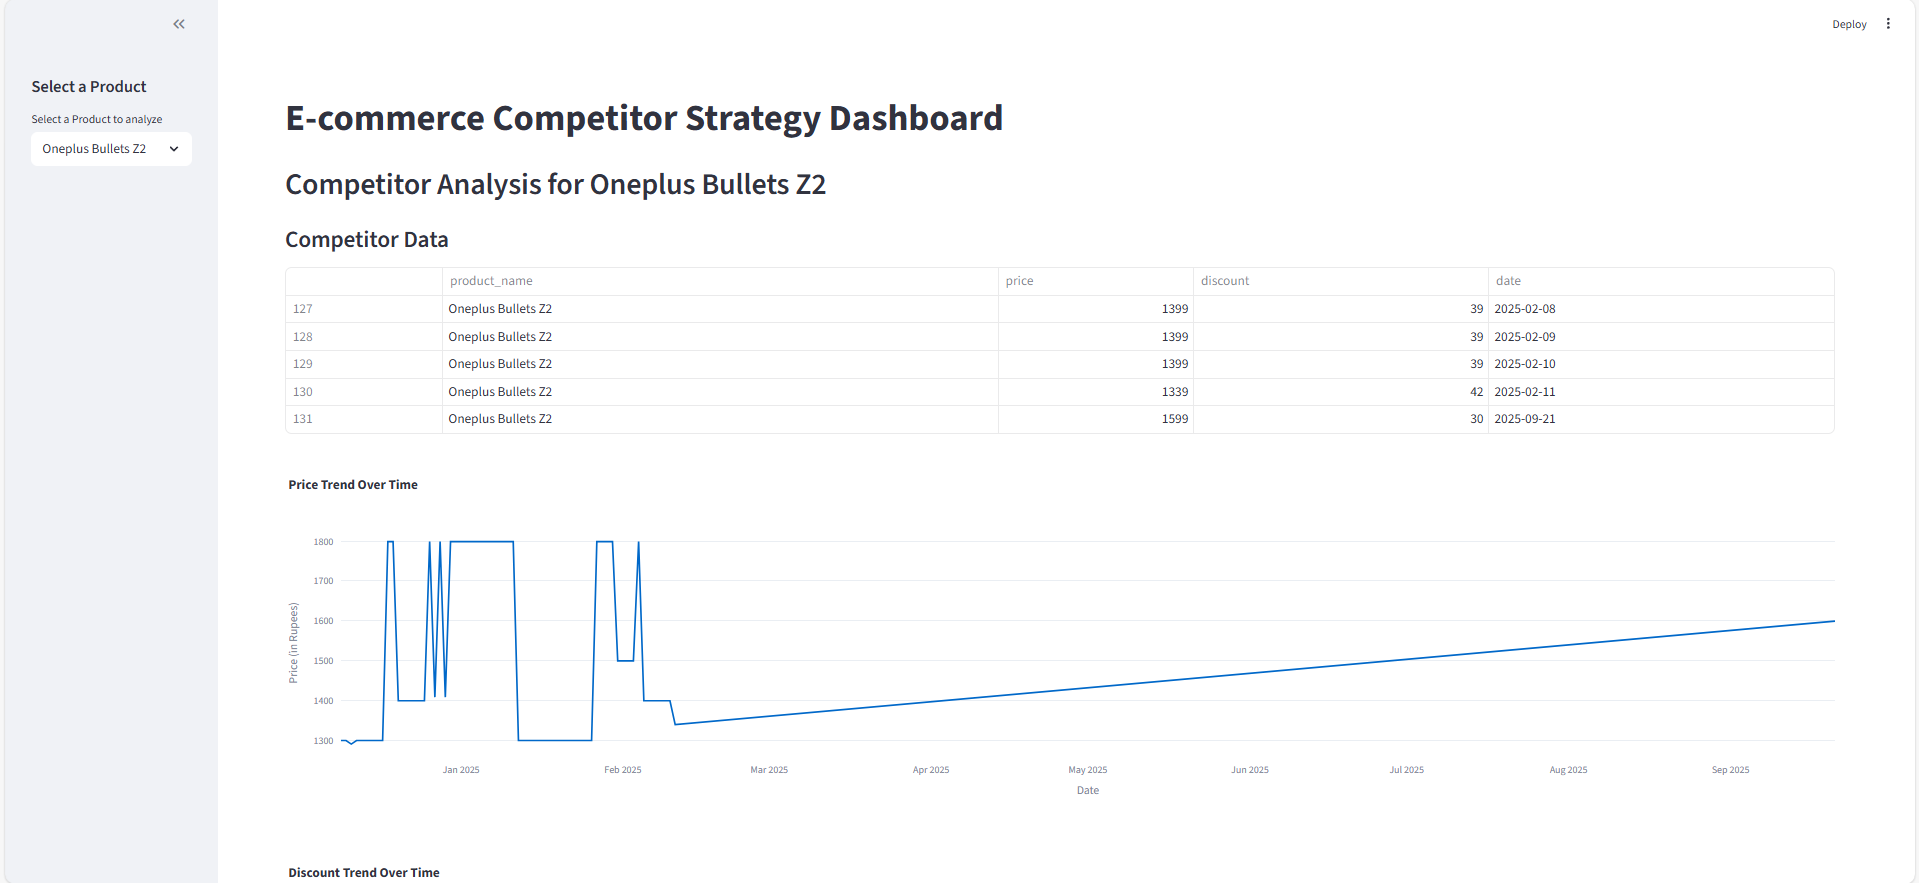 Deploy
Select a Product
Select a Product to analyze
Oneplus Bullets Z2
E-commerce Competitor Strategy Dashboard
Competitor Analysis for Oneplus Bullets Z2
Competitor Data
product_name price discount date
127 Oneplus Bullets Z2 1399 39 2025-02-08
128 Oneplus Bullets Z2 1399 39 2025-02-09
129 Oneplus Bullets Z2 1399 39 2025-02-10
130 Oneplus Bullets Z2 1339 42 2025-02-11
131 Oneplus Bullets Z2 1599 30 2025-09-21
Price Trend Over Time
1800
1700
1600
1500
1400
1300
Price (in Rupees)
Jan 2025 Feb 2025 Mar 2025 Apr 2025 May 2025 Jun 2025 Jul 2025 Aug 2025 Sep 2025
Date
Discount Trend Over Time